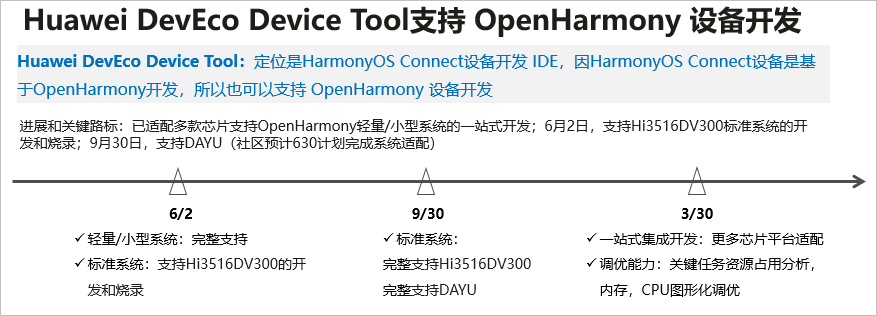 Huawei DevEco Device Tool支持 OpenHarmony 设备开发
Huawei DevEco Device Tool：定位是HarmonyOS Connect设备开发 IDE，因HarmonyOS Connect设备是基
于OpenHarmony开发，所以也可以支持 OpenHarmony 设备开发
进展和关键路标：已适配多款芯片支持OpenHarmony轻量/小型系统的一站式开发；6月2日，支持Hi3516DV300标准系统的开
发和烧录；9月30日，支持DAYU（社区预计630计划完成系统适配）
6/2
✓轻量/小型系统：完整支持
✓标准系统：支持Hi3516DV300的开
发和烧录
9/30
✓标准系统：
完整支持Hi3516DV300
完整支持DAYU
3/30
✓一站式集成开发：更多芯片平台适配
✓调优能力：关键任务资源占用分析，
内存，CPU图形化调优